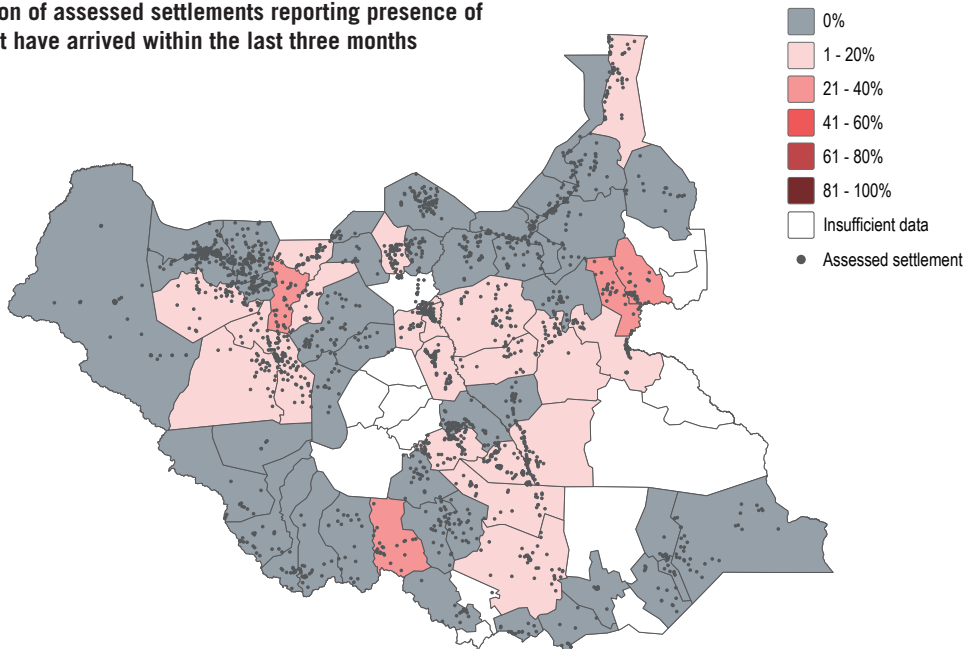 ion of assessed settlements reporting presence of
t have arrived within the last three months
0%
1 - 20%
21 - 40%
41 - 60%
61 - 80%
81 - 100%
Insufficient data
Assessed settlement